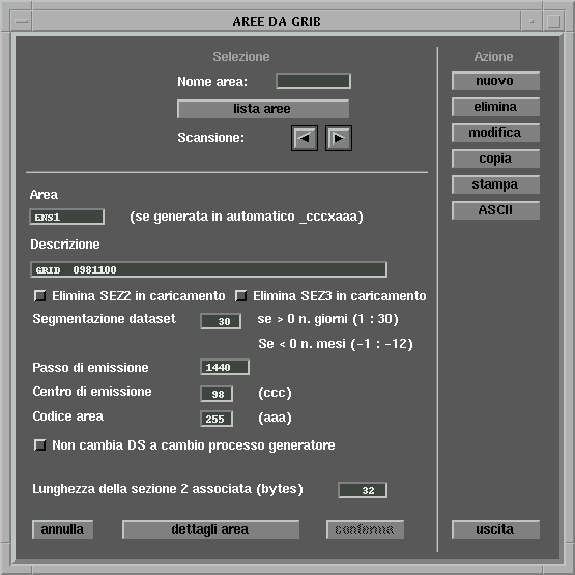 AREE DA GRIB
Selezione
Nome area:
lista aree
Scansione:
Azione
nuovo
elimina
modifica
copia
stampa
ASCII
Area
ENS1 (se generata in automatico _cccxaaa)
Descrizione
GRID 0981100
Elimina SEZ2 in caricamento Elimina SEZ3 in caricamento
Segmentazione dataset 30 se > 0 n. giorni (1 : 30)
Se < 0 n. mesi (-1 : -12)
Passo di emissione 1440
Centro di emissione 98 (ccc)
Codice area 255 (aaa)
Non cambia DS a cambio processo generatore
Lunghezza della sezione 2 associata (bytes) 32
annulla dettagli area conferma uscita